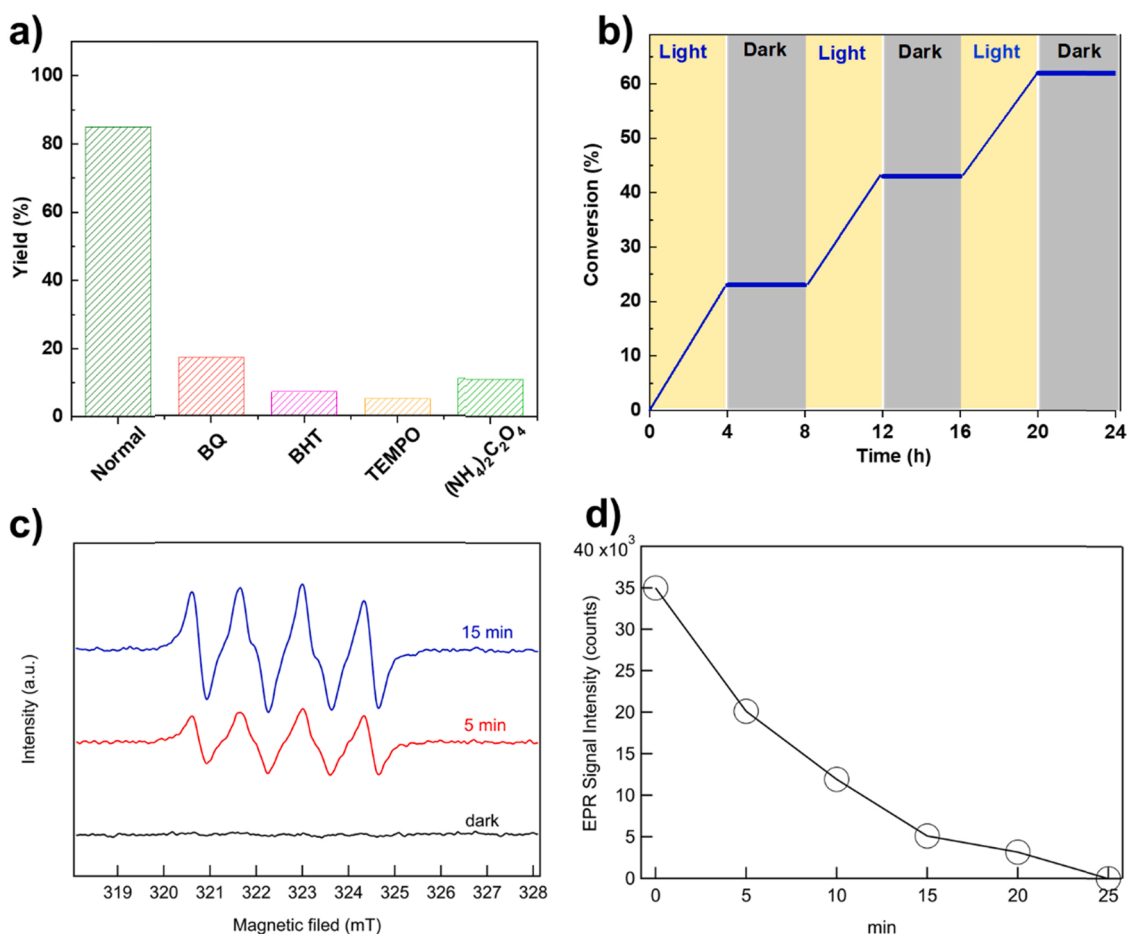 a)
Yield (%)
100
80
60
40
20
0
Normal
BQ
BHT
TEMPO
(NH4)2C2O4
b)
Light Dark Light Dark Light Dark
Conversion (%)
60
50
40
30
20
10
0
0 4 8 12 16 20 24
Time (h)
c)
Intensity (a.u.)
15 min
5 min
dark
319 320 321 322 323 324 325 326 327 328
Magnetic filed (mT)
d)
EPR Signal Intensity (counts)
40 x10³
35
30
20
10
5
0
0 5 10 15 20 25
min